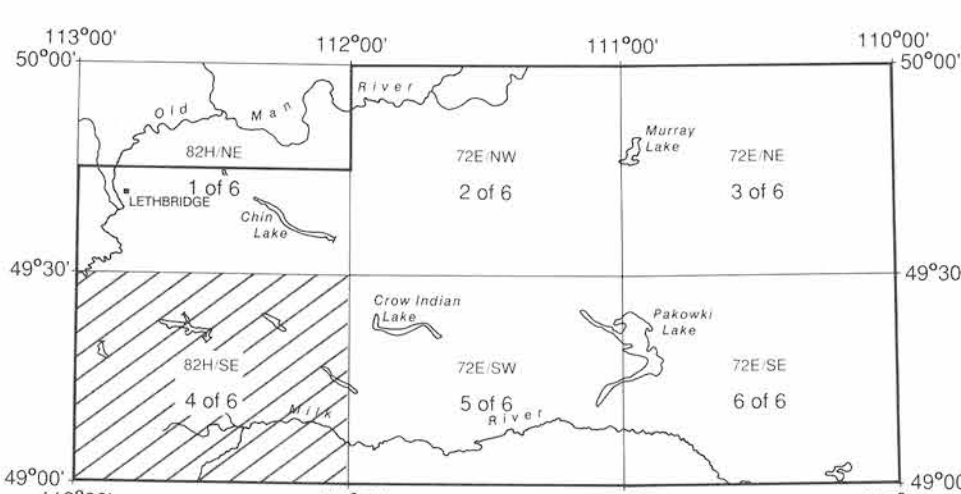 113°00'
112°00'
111°00'
110°00'
50°00'
50°00'
Old Man River
82H/NE
1 of 6
LETHBRIDGE
Chin
Lake
72E/NW
2 of 6
Murray
Lake
72E/NE
3 of 6
49°30'
49°30
82H/SE
4 of 6
Crow Indian
Lake
72E/SW
5 of 6
Pakowki
Lake
72E/SE
6 of 6
Milk River
49°00'
49°00